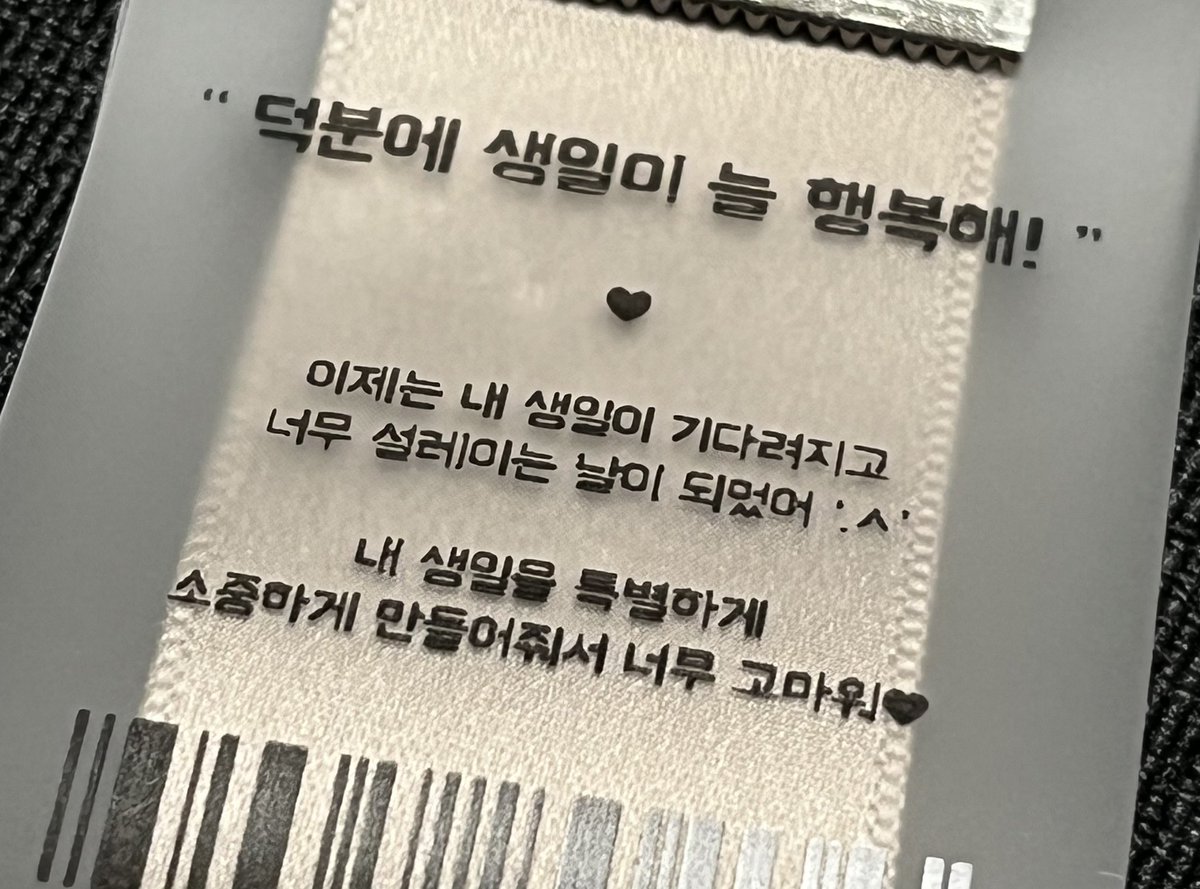 “ 덕분에 생일이 늘 행복해! ”
♥
이제는 내 생일이 기다려지고
너무 설레이는 날이 되었어 :ㅅ'
내 생일을 특별하게
소중하게 만들어줘서 너무 고마워♥